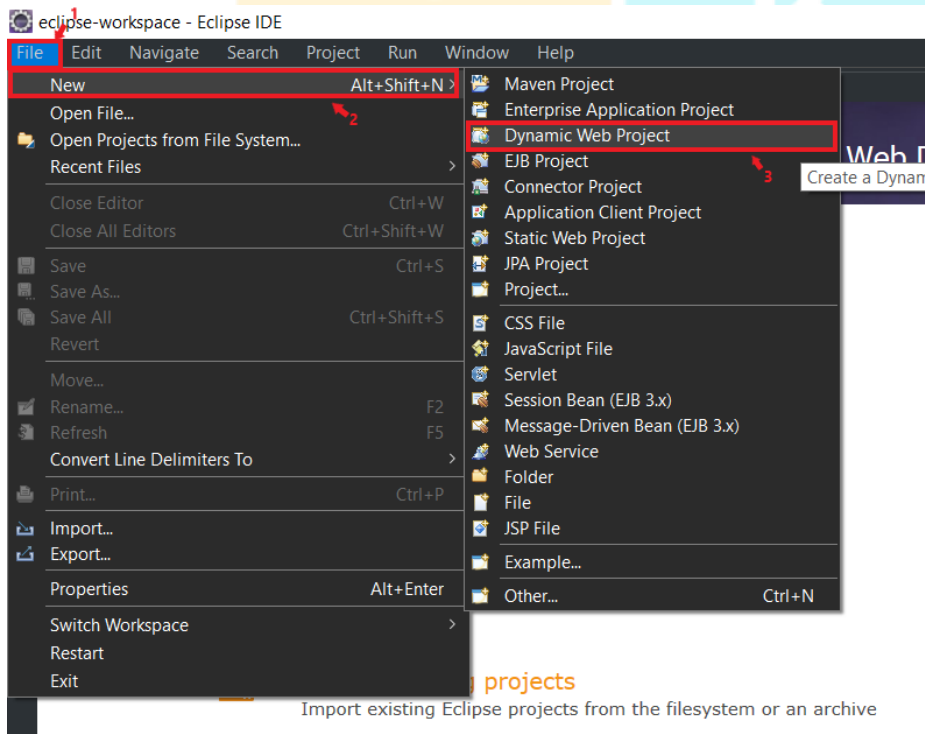 eclipse-workspace - Eclipse IDE
1
File Edit Navigate Search Project Run Window Help
New Alt+Shift+N >
2
Open File...
Open Projects from File System...
Recent Files >
Close Editor Ctrl+W
Close All Editors Ctrl+Shift+W
Save Ctrl+S
Save As...
Save All Ctrl+Shift+S
Revert
Move...
Rename... F2
Refresh F5
Convert Line Delimiters To >
Print... Ctrl+P
Import...
Export...
Properties Alt+Enter
Switch Workspace >
Restart
Exit
Maven Project
Enterprise Application Project
Dynamic Web Project
3
EJB Project
Connector Project
Application Client Project
Static Web Project
JPA Project
Project...
CSS File
JavaScript File
Servlet
Session Bean (EJB 3.x)
Message-Driven Bean (EJB 3.x)
Web Service
Folder
File
JSP File
Example...
Other... Ctrl+N
Web
Create a
projects
Import existing Eclipse projects from the filesystem or an archive